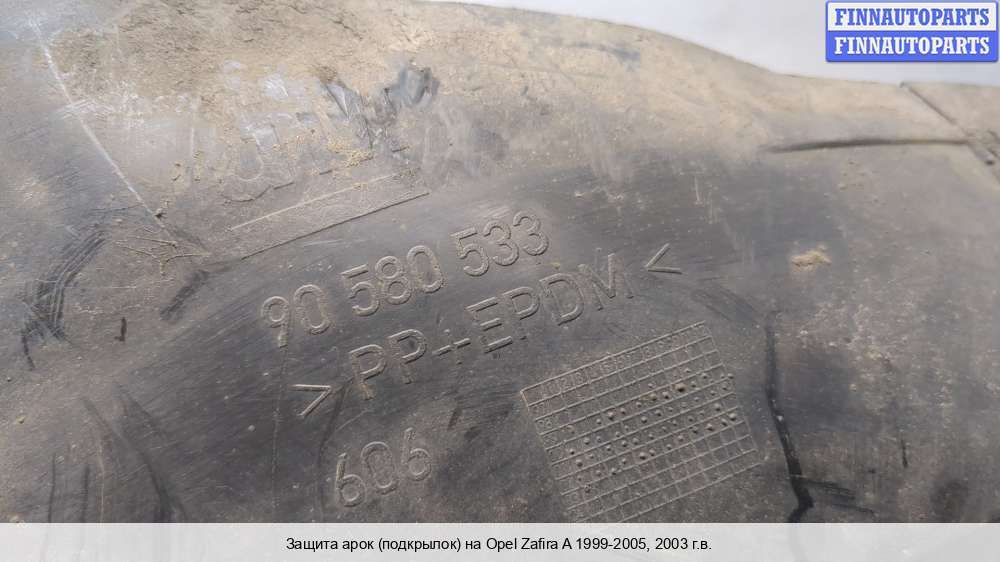 FINNAUTOPARTS
FINNAUTOPARTS
90 580 533
>PP+EPDM<
606
Защита арок (подкрылок) на Opel Zafira A 1999-2005, 2003 г.в.